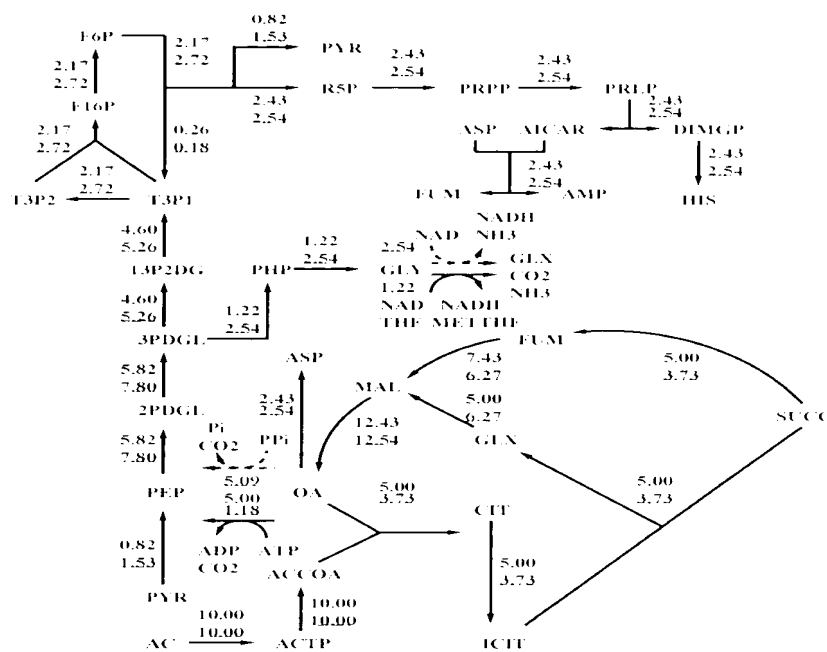 0.82
1.53
F6P
2.17
2.72
PYR
2.43
2.54
2.43
2.54
2.17
2.72
R5P
PRPP
PRLP
F16P
2.43
2.54
2.43
2.54
2.17
2.72
0.26
0.18
ASP
AICAR
DIMGP
2.17
2.72
2.43
2.54
2.43
2.54
T3P2
T3P1
FUM
AMP
HIS
NADH
NAD
NH3
4.60
5.26
1.22
2.54
2.54
GLX
13P2DG
PHP
GLY
CO2
1.22
NH3
4.60
5.26
1.22
2.54
NAD
NADH
THF METTHF
3PDGL
FUM
ASP
7.43
6.27
5.00
3.73
5.82
7.80
MAL
5.00
6.27
2PDGL
2.43
2.54
SUCC
Pi
CO2
PPi
12.43
12.54
GLX
5.82
7.80
5.09
5.00
3.73
5.00
3.73
PEP
5.00
OA
1.18
CIT
0.82
1.53
ADP
ATP
CO2
ACCOA
5.00
3.73
PYR
10.00
10.00
10.00
10.00
AC
ACTP
ICIT